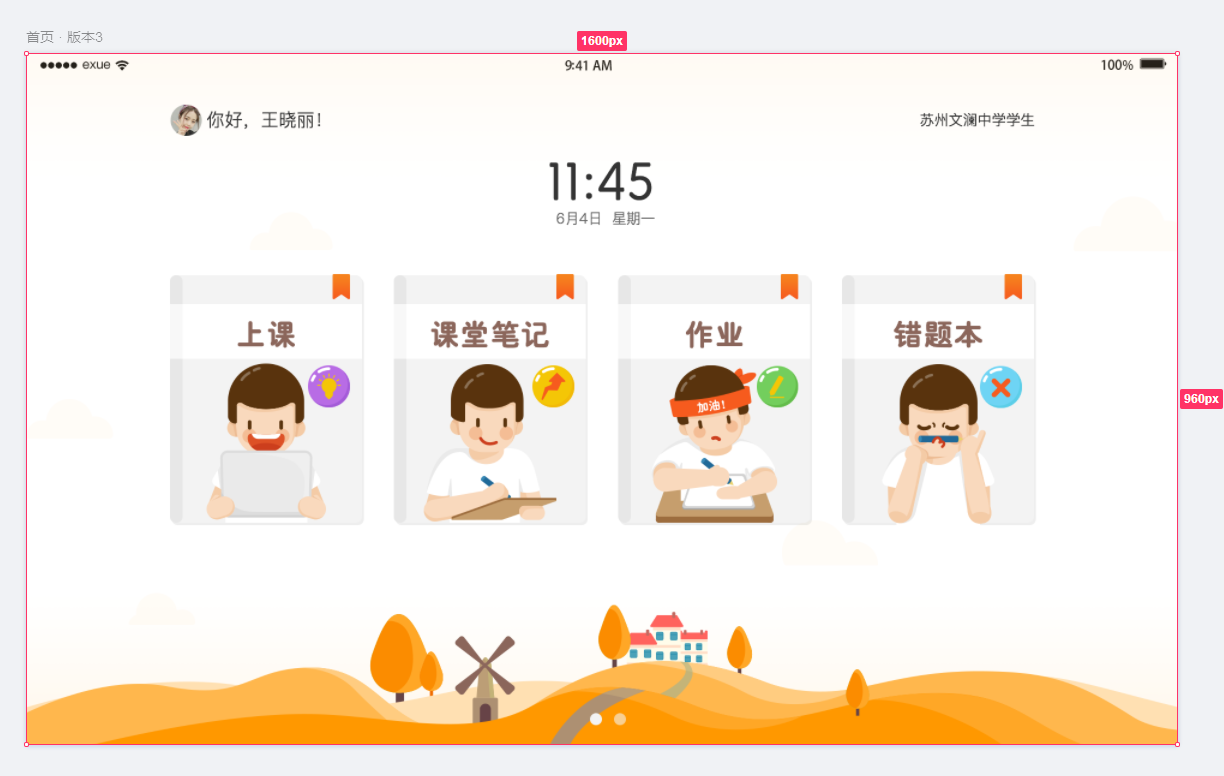 首页 · 版本3
1600px
exue
9:41 AM
100%
你好，王晓丽！
苏州文澜中学学生
11:45
6月4日 星期一
上课
课堂笔记
作业
错题本
加油！
960px